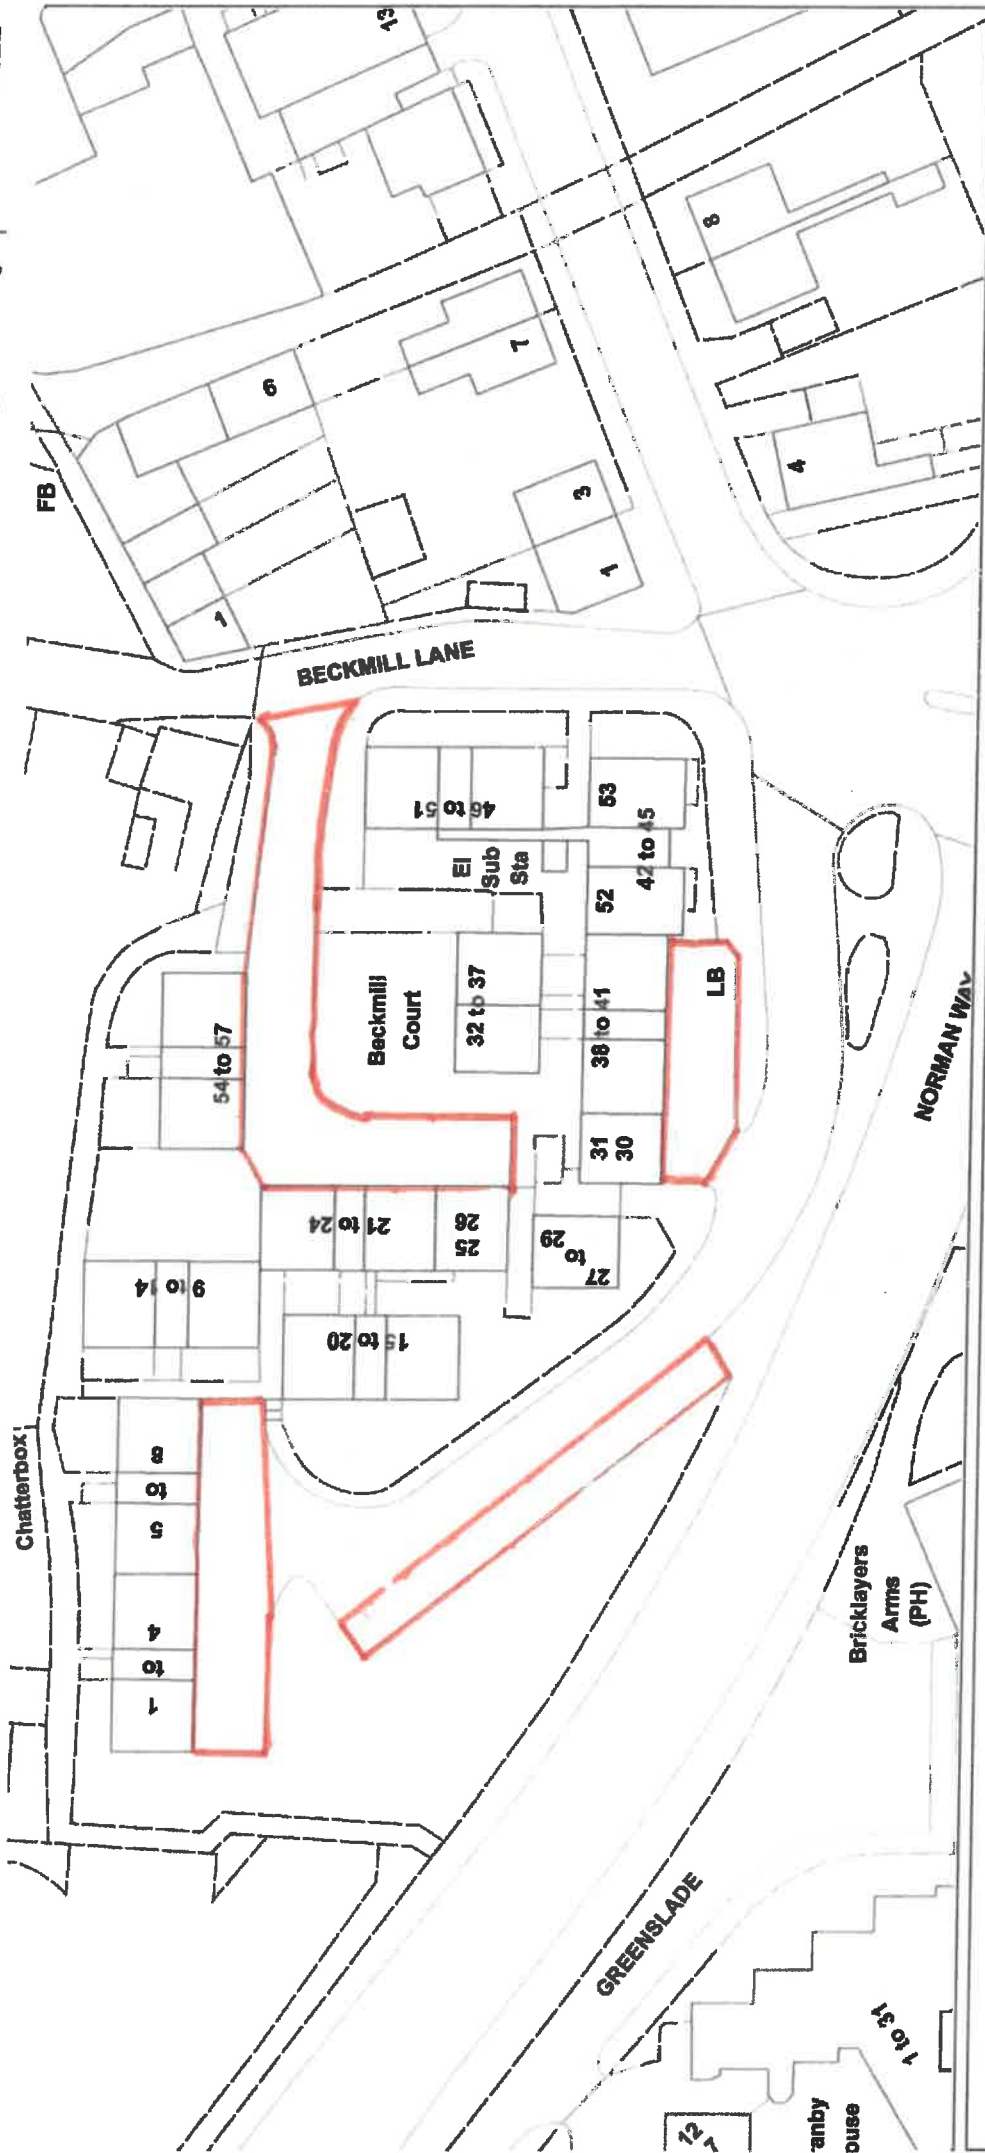 13
8
6
7
FB
4
3
1
1
BECKMILL LANE
46 to 51
53
El
Sub
Sta
42 to 45
52
Beckmill
Court
32 to 37
38 to 41
LB
54 to 57
31
30
NORMAN WAY
21 to 24
26
25
27
to
29
9 to 14
15 to 20
Chatterbox
8
to
5
4
to
1
Bricklayers
Arms
(PH)
GREENSLADE
1 to 31
12
7
anby
ouse